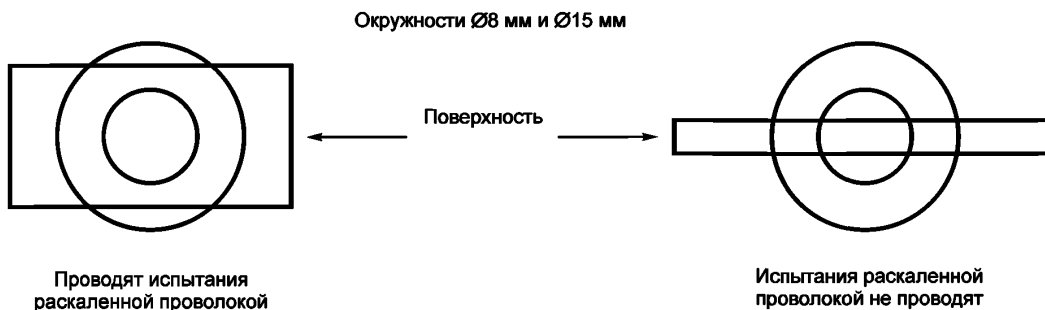 Окружности Ø8 мм и Ø15 мм
Поверхность
Проводят испытания
раскаленной проволокой
Испытания раскаленной
проволокой не проводят